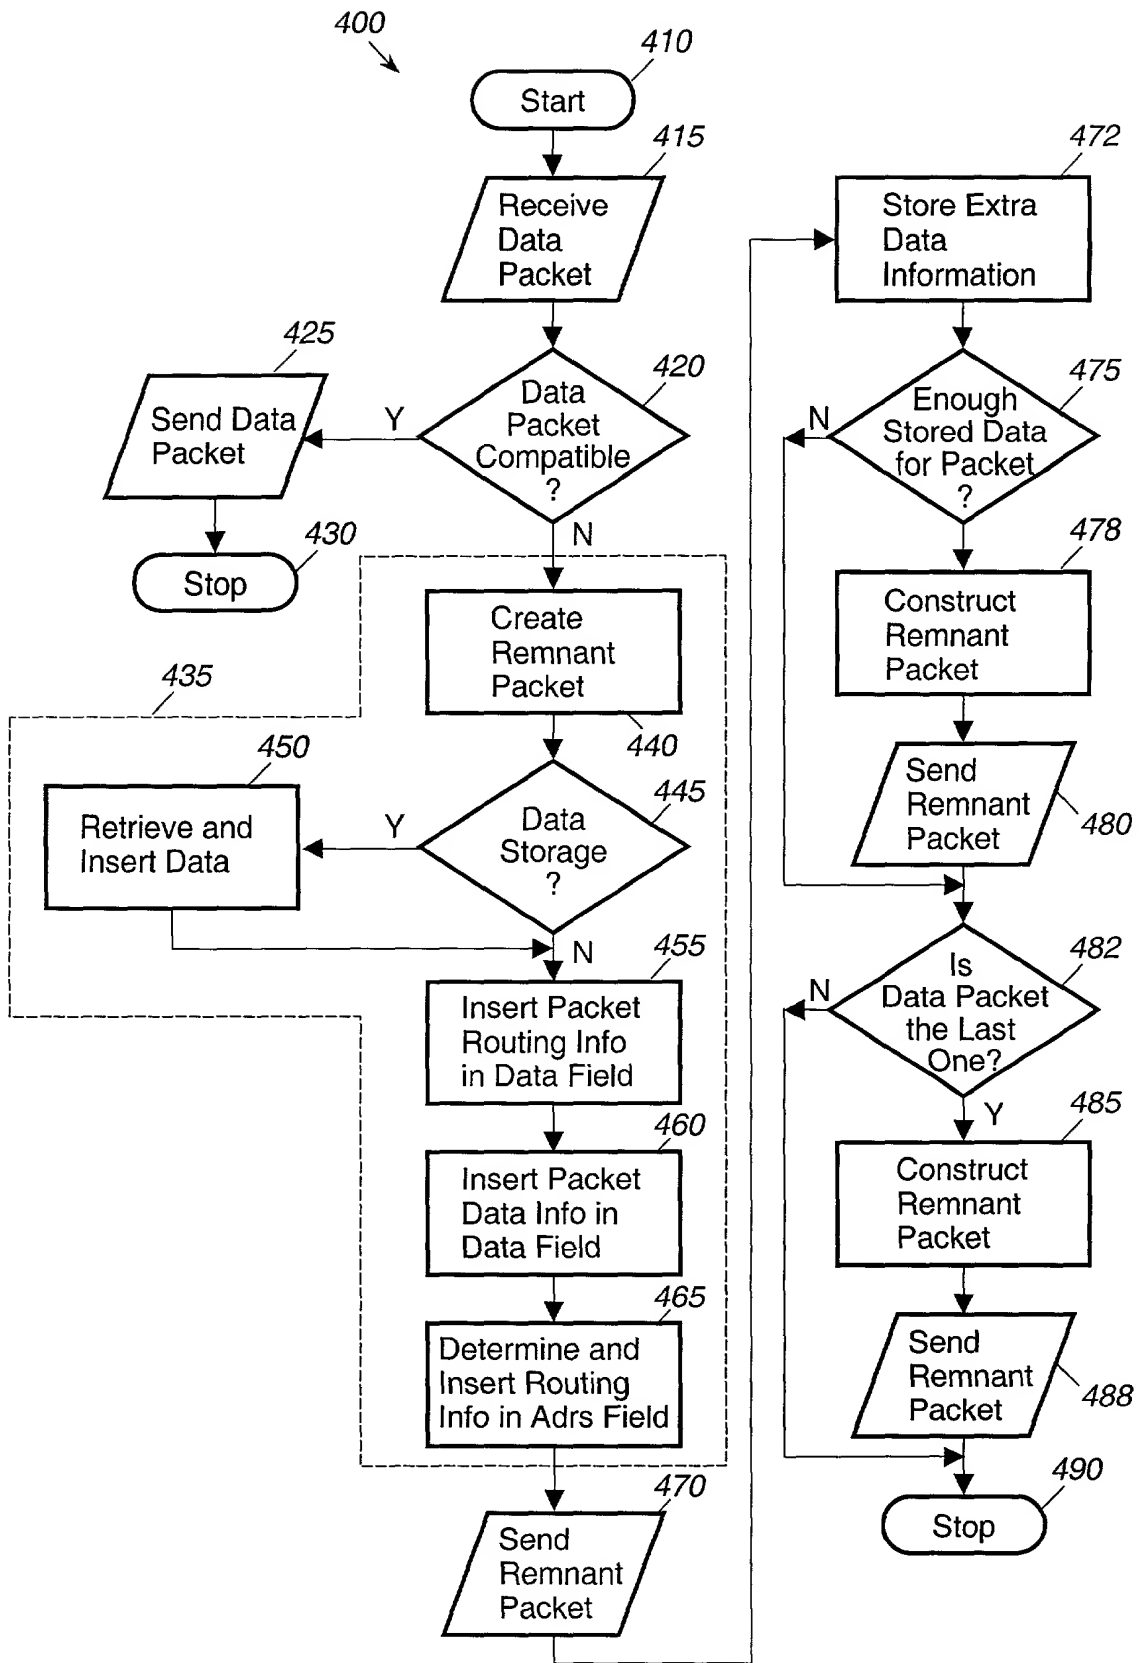 400
410
Start
415
Receive
Data
Packet
420
Data
Packet
Compatible
?
Y
N
425
Send Data
Packet
430
Stop
435
Create
Remnant
Packet
440
445
Data
Storage
?
Y
N
450
Retrieve and
Insert Data
455
Insert Packet
Routing Info
in Data Field
460
Insert Packet
Data Info in
Data Field
465
Determine and
Insert Routing
Info in Adrs Field
470
Send
Remnant
Packet
472
Store Extra
Data
Information
475
Enough
Stored Data
for Packet
?
N
478
Construct
Remnant
Packet
Send
Remnant
Packet
480
482
Is
Data Packet
the Last
One?
N
Y
485
Construct
Remnant
Packet
Send
Remnant
Packet
488
490
Stop